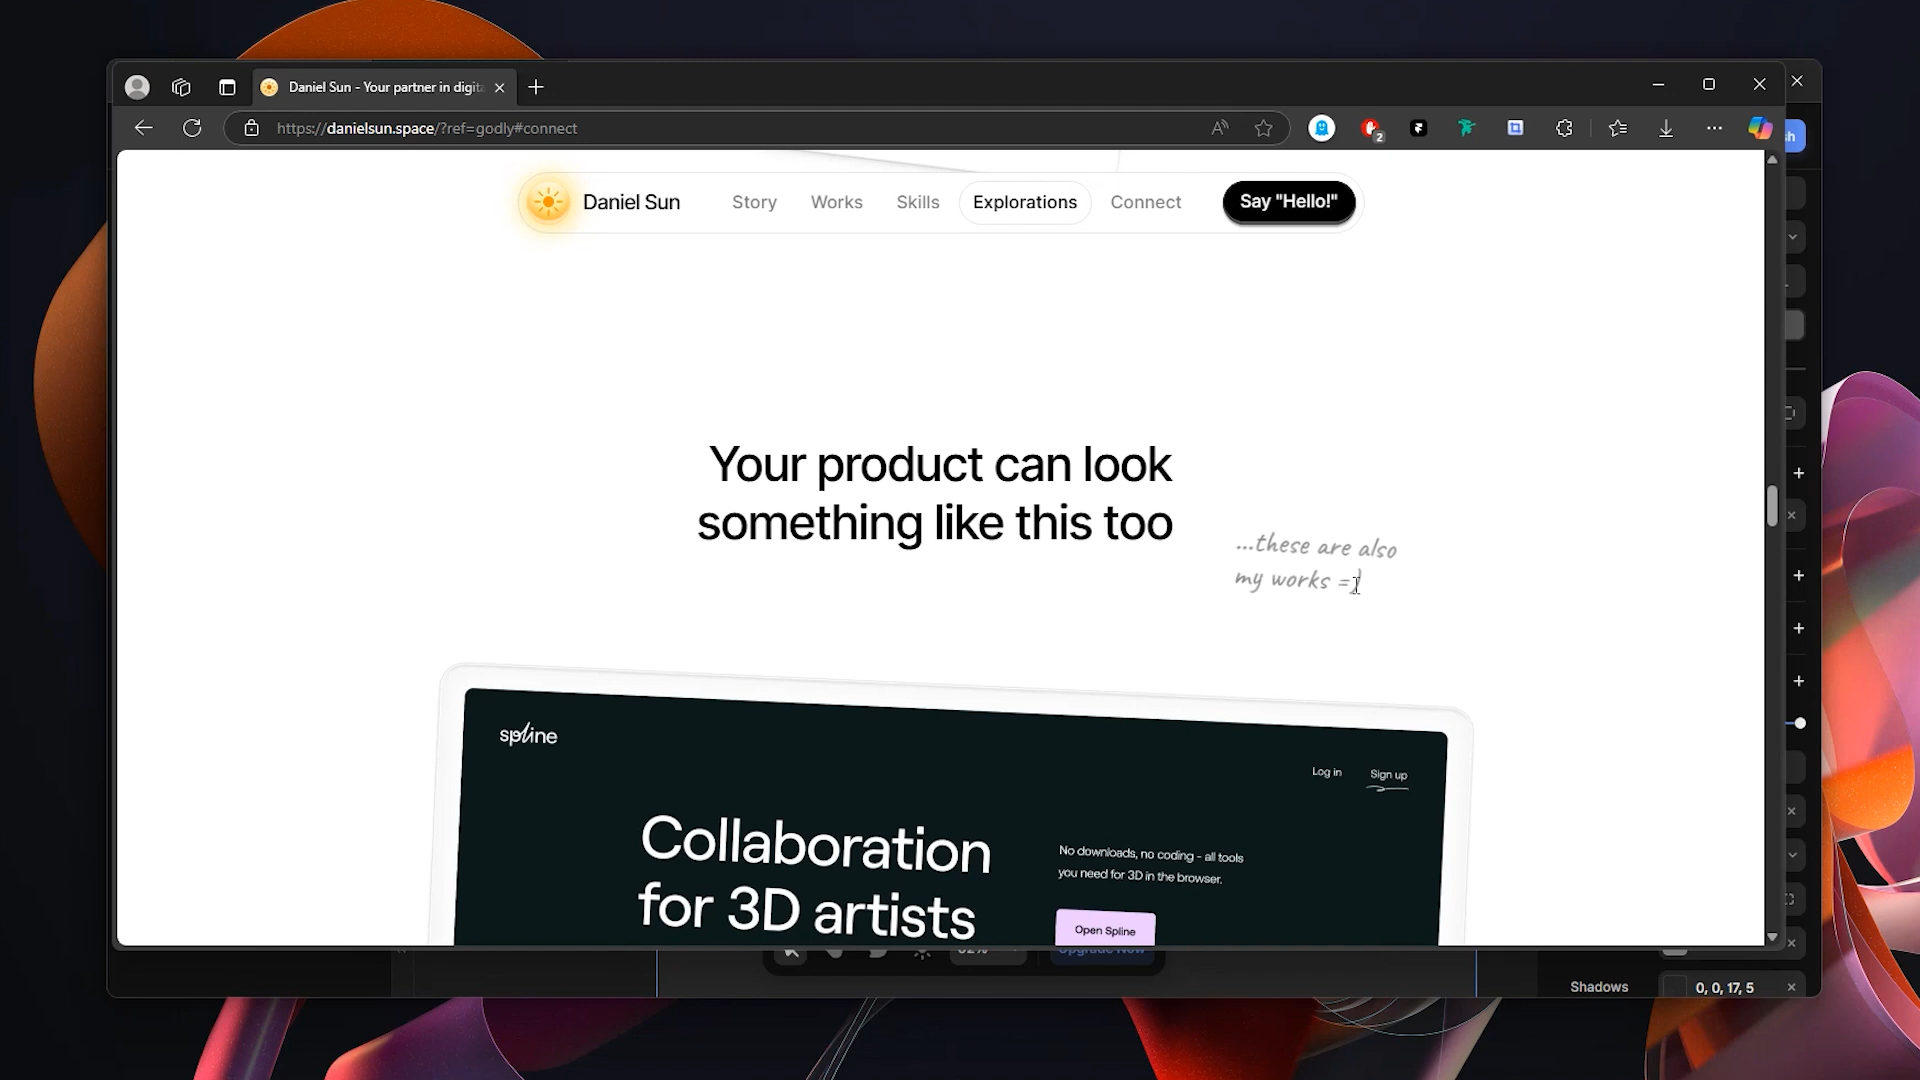 Daniel Sun - Your partner in digita
https://danielsun.space/?ref=godly#connect
2
Daniel Sun Story Works Skills Explorations Connect Say "Hello!"
Your product can look
something like this too
...these are also
my works =)
spline
Log in Sign up
Collaboration
for 3D artists
No downloads, no coding - all tools
you need for 3D in the browser.
Open Spline
Shadows 0, 0, 17, 5